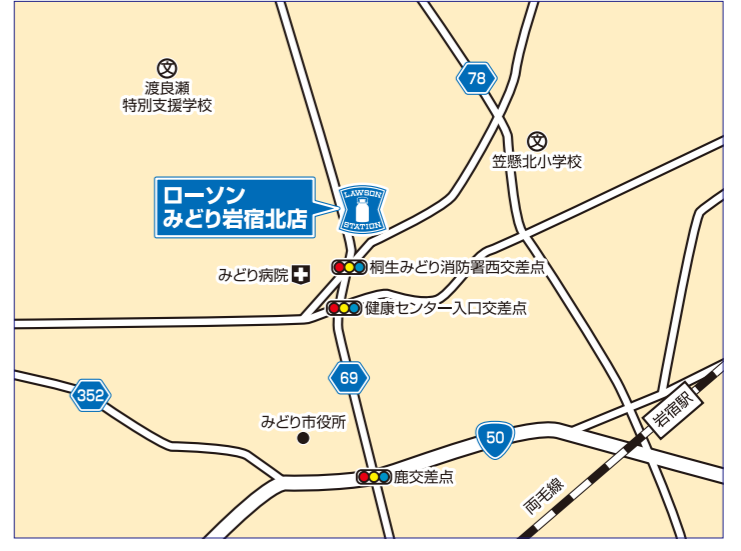 渡良瀬
特別支援学校
78
笠懸北小学校
ローソン
みどり岩宿北店
LAWSON
STATION
みどり病院
桐生みどり消防署西交差点
健康センター入口交差点
69
352
みどり市役所
50
岩宿駅
鹿交差点
両毛線
文
文